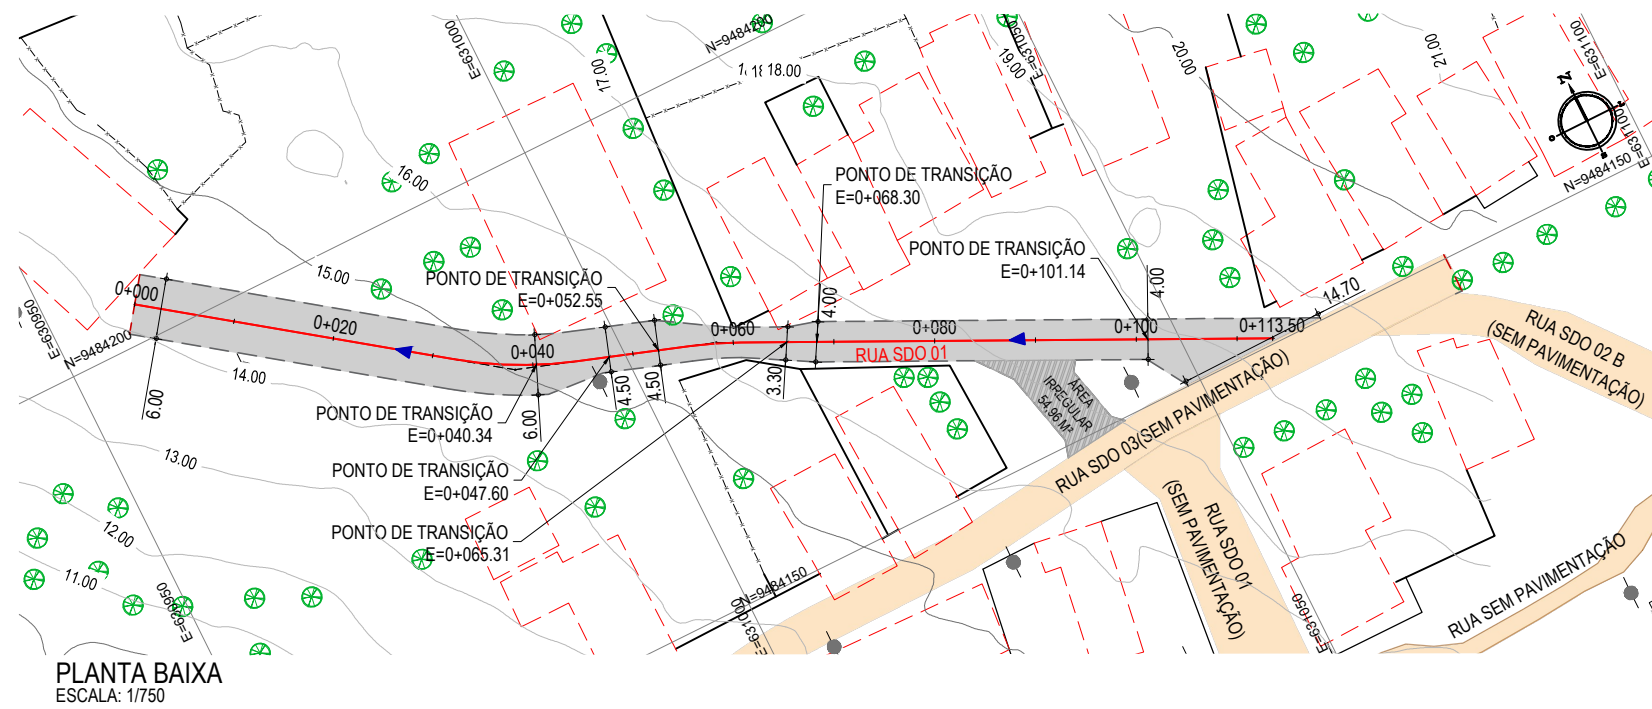 E=631000
N=9484200
17.00
1, 18 18.00
19.00
E=631050
20.00
21.00
E=631100
E=631100
N=9484150
N
16.00
PONTO DE TRANSIÇÃO
E=0+068.30
PONTO DE TRANSIÇÃO
E=0+101.14
15.00
PONTO DE TRANSIÇÃO
E=0+052.55
4.00
4.00
14.70
0+000
0+020
0+040
0+060
0+080
0+100
0+113.50
RUA SDO 01
E=630950
N=9484200
14.00
6.00
6.00
4.50
4.50
3.30
ÁREA
IRREGULAR
54.96 M²
RUA SDO 02 B
(SEM PAVIMENTAÇÃO)
RUA SDO 03(SEM PAVIMENTAÇÃO)
PONTO DE TRANSIÇÃO
E=0+040.34
13.00
PONTO DE TRANSIÇÃO
E=0+047.60
PONTO DE TRANSIÇÃO
E=0+065.31
12.00
11.00
RUA SDO 01
(SEM PAVIMENTAÇÃO)
RUA SEM PAVIMENTAÇÃO
E=630950
N=9484150
E=631000
E=631050
PLANTA BAIXA
ESCALA: 1/750